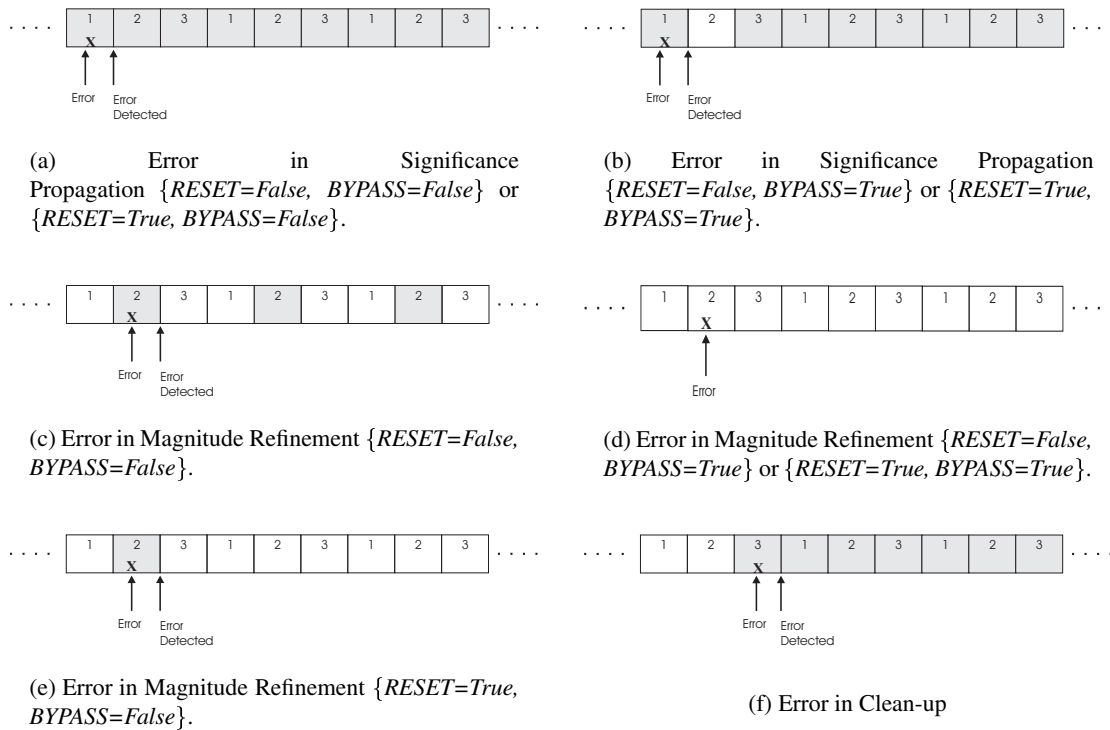 . . . . 1 2 3 1 2 3 1 2 3 . . . .
X
Error Error
Detected
(a) Error in Significance
Propagation {RESET=False, BYPASS=False} or
{RESET=True, BYPASS=False}.
. . . . 1 2 3 1 2 3 1 2 3 . . .
X
Error Error
Detected
(b) Error in Significance Propagation
{RESET=False, BYPASS=True} or {RESET=True,
BYPASS=True}.
. . . . 1 2 3 1 2 3 1 2 3 . . . .
X
Error Error
Detected
(c) Error in Magnitude Refinement {RESET=False,
BYPASS=False}.
. . . . 1 2 3 1 2 3 1 2 3 . . .
X
Error
(d) Error in Magnitude Refinement {RESET=False,
BYPASS=True} or {RESET=True, BYPASS=True}.
. . . . 1 2 3 1 2 3 1 2 3 . . . .
X
Error Error
Detected
(e) Error in Magnitude Refinement {RESET=True,
BYPASS=False}.
. . . . 1 2 3 1 2 3 1 2 3 . . . .
X
Error Error
Detected
(f) Error in Clean-up